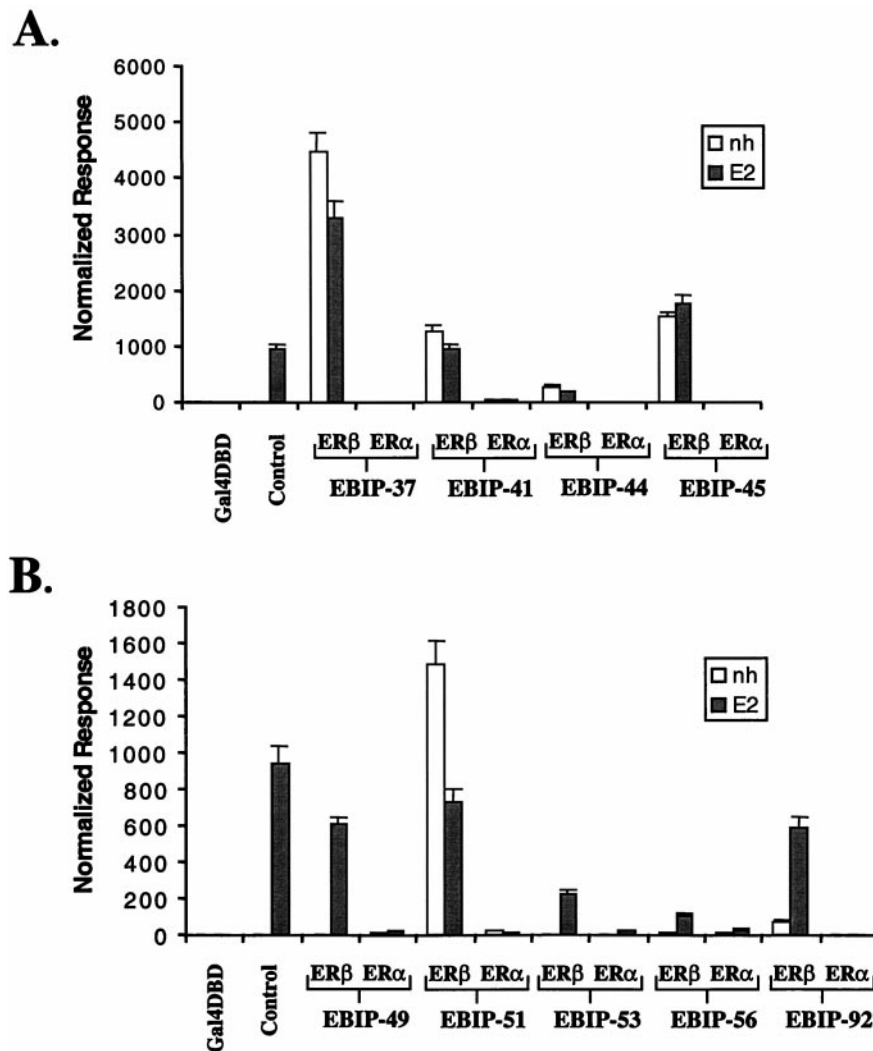 A.
Normalized Response
6000
5000
4000
3000
2000
1000
0
nh
E2
Gal4DBD
Control
ERβ ERα
EBIP-37
ERβ ERα
EBIP-41
ERβ ERα
EBIP-44
ERβ ERα
EBIP-45
B.
Normalized Response
1800
1600
1400
1200
1000
800
600
400
200
0
nh
E2
Gal4DBD
Control
ERβ ERα
EBIP-49
ERβ ERα
EBIP-51
ERβ ERα
EBIP-53
ERβ ERα
EBIP-56
ERβ ERα
EBIP-92